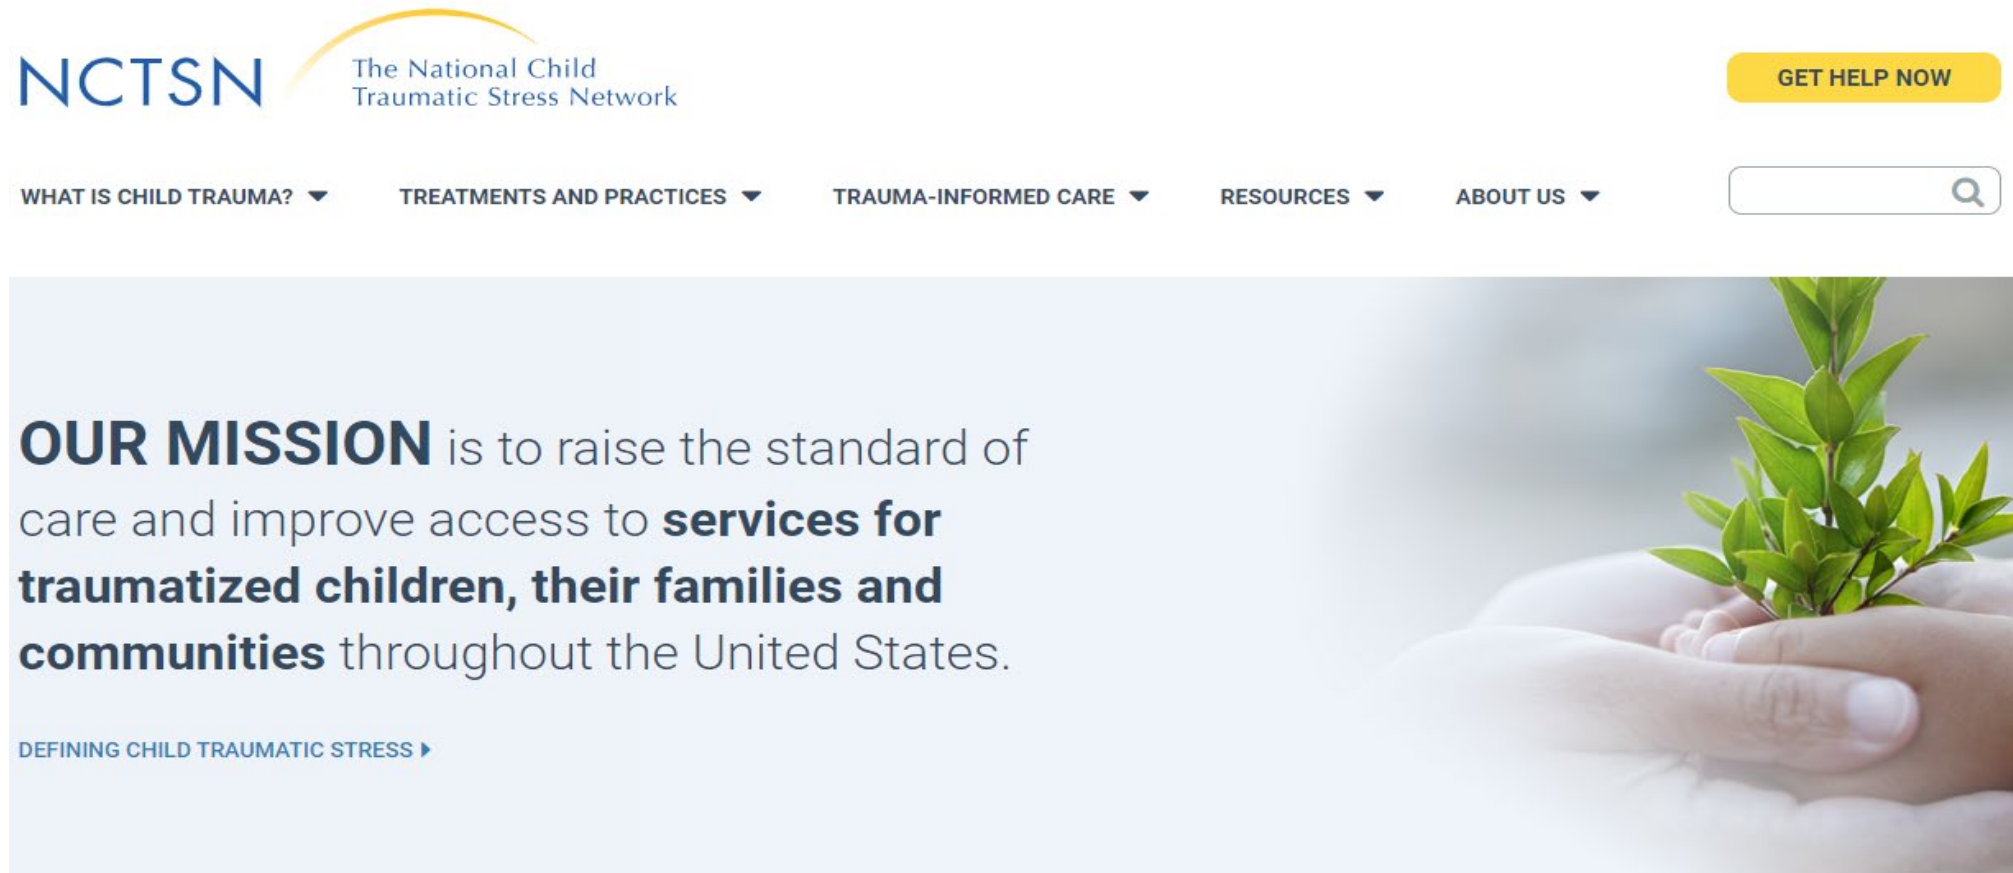 NCTSN
The National Child
Traumatic Stress Network
GET HELP NOW
WHAT IS CHILD TRAUMA? TREATMENTS AND PRACTICES TRAUMA-INFORMED CARE RESOURCES ABOUT US
OUR MISSION is to raise the standard of
care and improve access to services for
traumatized children, their families and
communities throughout the United States.
DEFINING CHILD TRAUMATIC STRESS